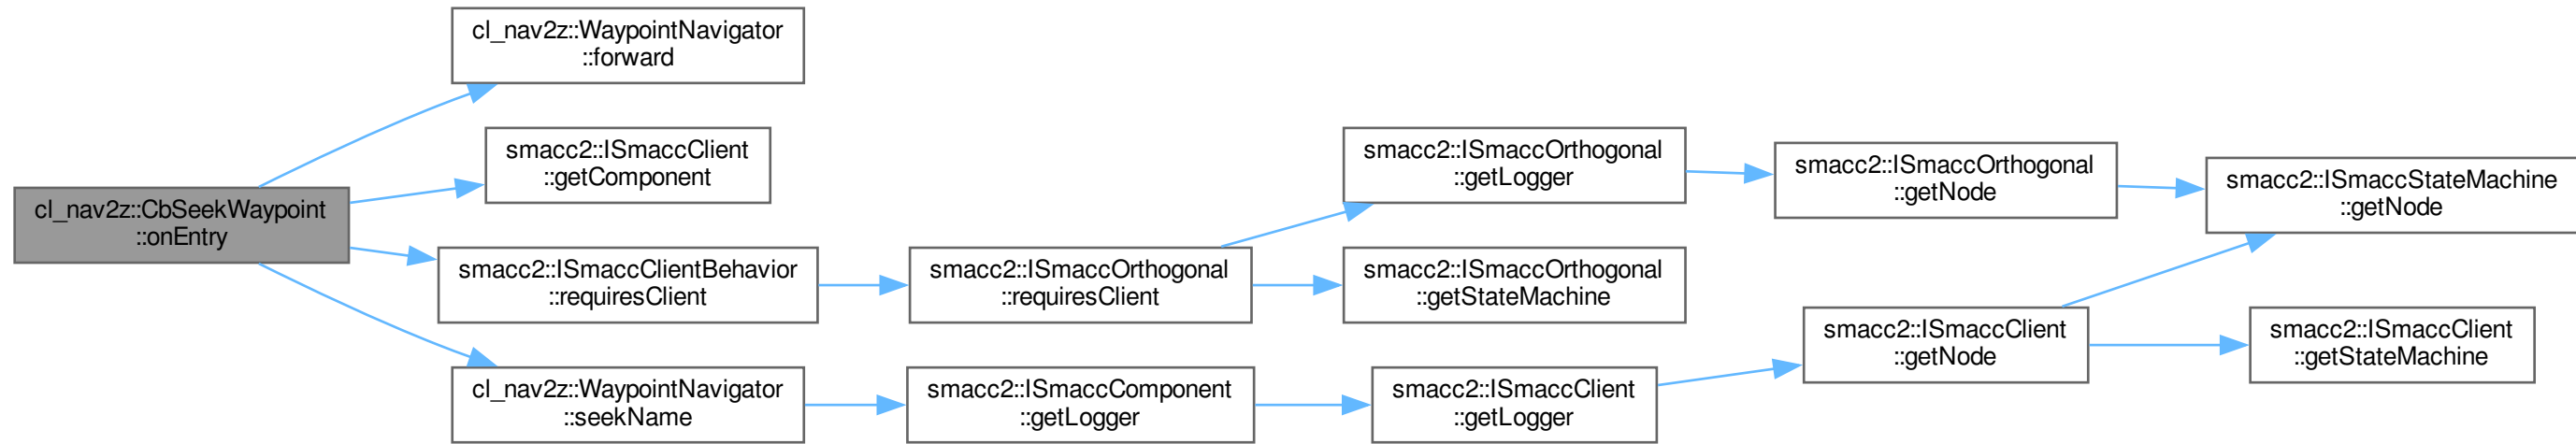 cl_nav2z::CbSeekWaypoint
::onEntry
cl_nav2z::WaypointNavigator
::forward
smacc2::ISmaccClient
::getComponent
smacc2::ISmaccClientBehavior
::requiresClient
cl_nav2z::WaypointNavigator
::seekName
smacc2::ISmaccOrthogonal
::requiresClient
smacc2::ISmaccComponent
::getLogger
smacc2::ISmaccOrthogonal
::getLogger
smacc2::ISmaccOrthogonal
::getStateMachine
smacc2::ISmaccClient
::getLogger
smacc2::ISmaccOrthogonal
::getNode
smacc2::ISmaccClient
::getNode
smacc2::ISmaccStateMachine
::getNode
smacc2::ISmaccClient
::getStateMachine